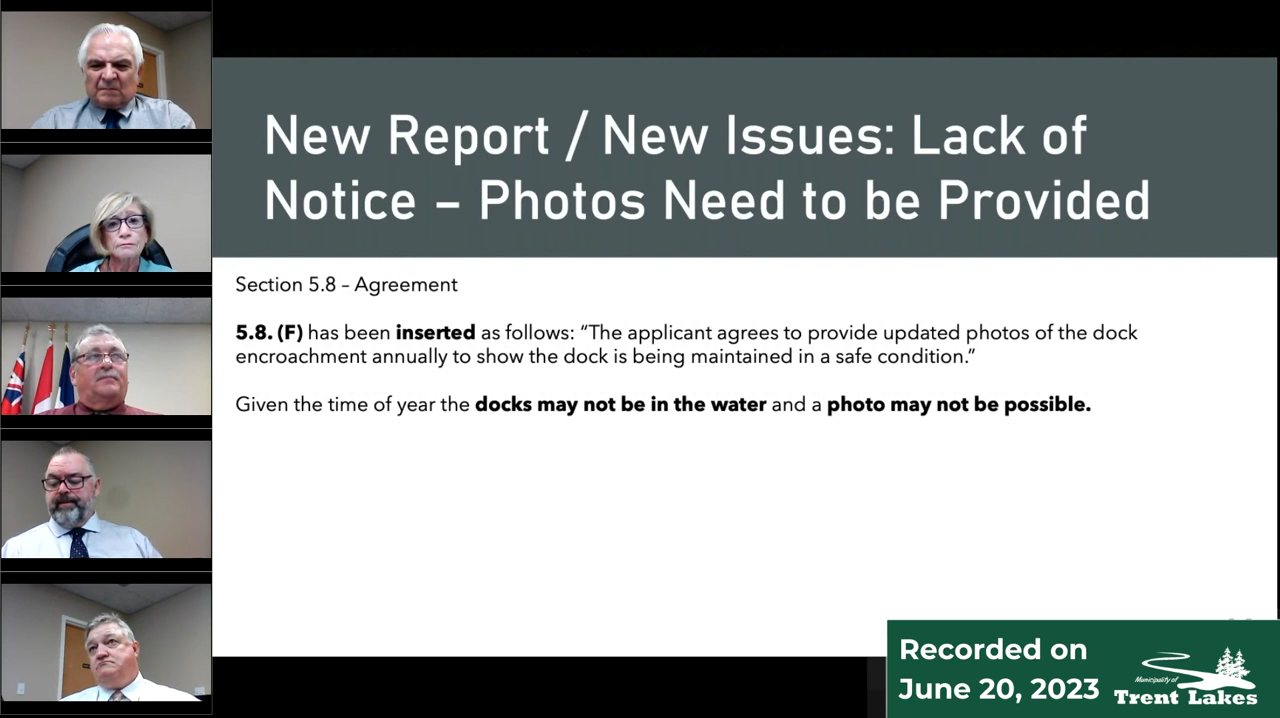 New Report / New Issues: Lack of
Notice – Photos Need to be Provided
Section 5.8 – Agreement
5.8. (F) has been inserted as follows: “The applicant agrees to provide updated photos of the dock
encroachment annually to show the dock is being maintained in a safe condition.”
Given the time of year the docks may not be in the water and a photo may not be possible.
Recorded on
June 20, 2023
Municipality of
Trent Lakes